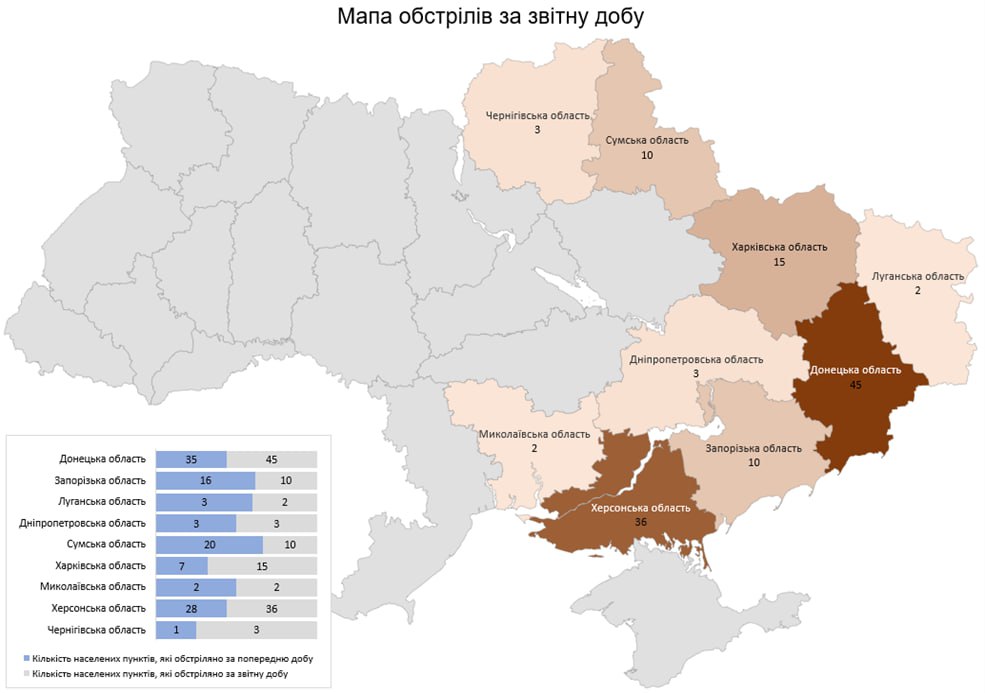 Мапа обстрілів за звітну добу
Чернігівська область
3
Сумська область
10
Харківська область
15
Луганська область
2
Дніпропетровська область
3
Донецька область
45
Миколаївська область
2
Запорізька область
10
Херсонська область
36
Донецька область 35 45
Запорізька область 16 10
Луганська область 3 2
Дніпропетровська область 3 3
Сумська область 20 10
Харківська область 7 15
Миколаївська область 2 2
Херсонська область 28 36
Чернігівська область 1 3
Кількість населених пунктів, які обстріляно за попередню добу
Кількість населених пунктів, які обстріляно за звітну добу